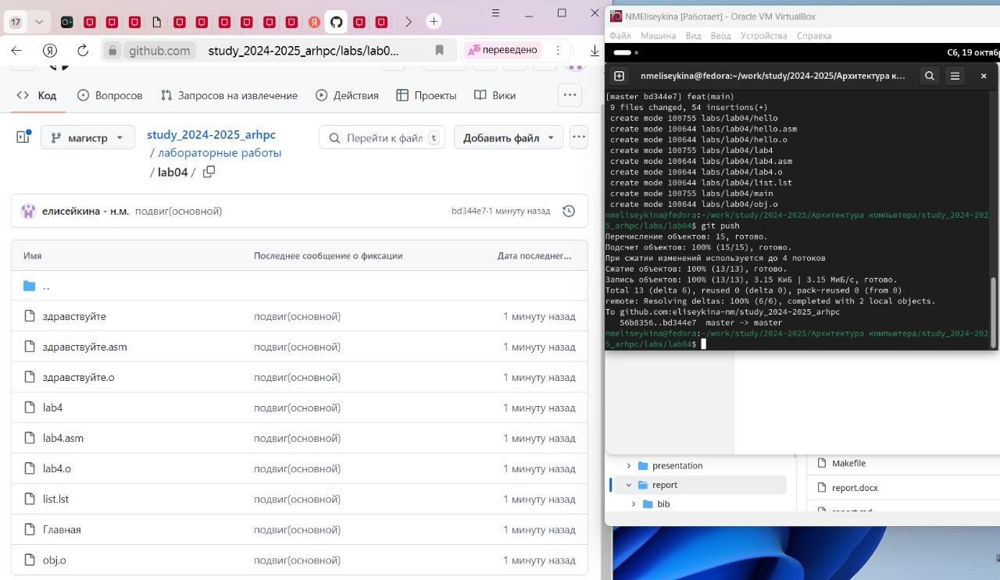 17
github.com
study_2024-2025_arhpc/labs/lab0...
переведено
Код
Вопросов
Запросов на извлечение
Действия
Проекты
Вики
магистр
study_2024-2025_arhpc
/ лабораторные работы
/ lab04 /
Перейти к файл
t
Добавить файл
елисейкина - н.м. подвиг(основной)
bd344e7·1 минуту назад
Имя
Последнее сообщение о фиксации
Дата последнег...
..
здравствуйте подвиг(основной) 1 минуту назад
здравствуйте.asm подвиг(основной) 1 минуту назад
здравствуйте.o подвиг(основной) 1 минуту назад
lab4 подвиг(основной) 1 минуту назад
lab4.asm подвиг(основной) 1 минуту назад
lab4.o подвиг(основной) 1 минуту назад
list.lst подвиг(основной) 1 минуту назад
Главная подвиг(основной) 1 минуту назад
obj.o подвиг(основной) 1 минуту назад
NMEliseykina [Работает] - Oracle VM VirtualBox
Файл Машина Вид Ввод Устройства Справка
Сб, 19 октяб
nmeliseykina@fedora:~/work/study/2024-2025/Архитектура к...
[master bd344e7] feat(main)
9 files changed, 54 insertions(+)
create mode 100755 labs/lab04/hello
create mode 100644 labs/lab04/hello.asm
create mode 100644 labs/lab04/hello.o
create mode 100755 labs/lab04/lab4
create mode 100644 labs/lab04/lab4.asm
create mode 100644 labs/lab04/lab4.o
create mode 100644 labs/lab04/list.lst
create mode 100755 labs/lab04/main
create mode 100644 labs/lab04/obj.o
nmeliseykina@fedora:~/work/study/2024-2025/Архитектура компьютера/study_2024-202
5_arhpc/labs/lab04$ git push
Перечисление объектов: 15, готово.
Подсчет объектов: 100% (15/15), готово.
При сжатии изменений используется до 4 потоков
Сжатие объектов: 100% (13/13), готово.
Запись объектов: 100% (13/13), 3.15 КиБ | 3.15 МиБ/с, готово.
Total 13 (delta 6), reused 0 (delta 0), pack-reused 0 (from 0)
remote: Resolving deltas: 100% (6/6), completed with 2 local objects.
To github.com:eliseykina-nm/study_2024-2025_arhpc
56b8356..bd344e7 master -> master
nmeliseykina@fedora:~/work/study/2024-2025/Архитектура компьютера/study_2024-202
5_arhpc/labs/lab04$
presentation
report
bib
Makefile
report.docx
report.md